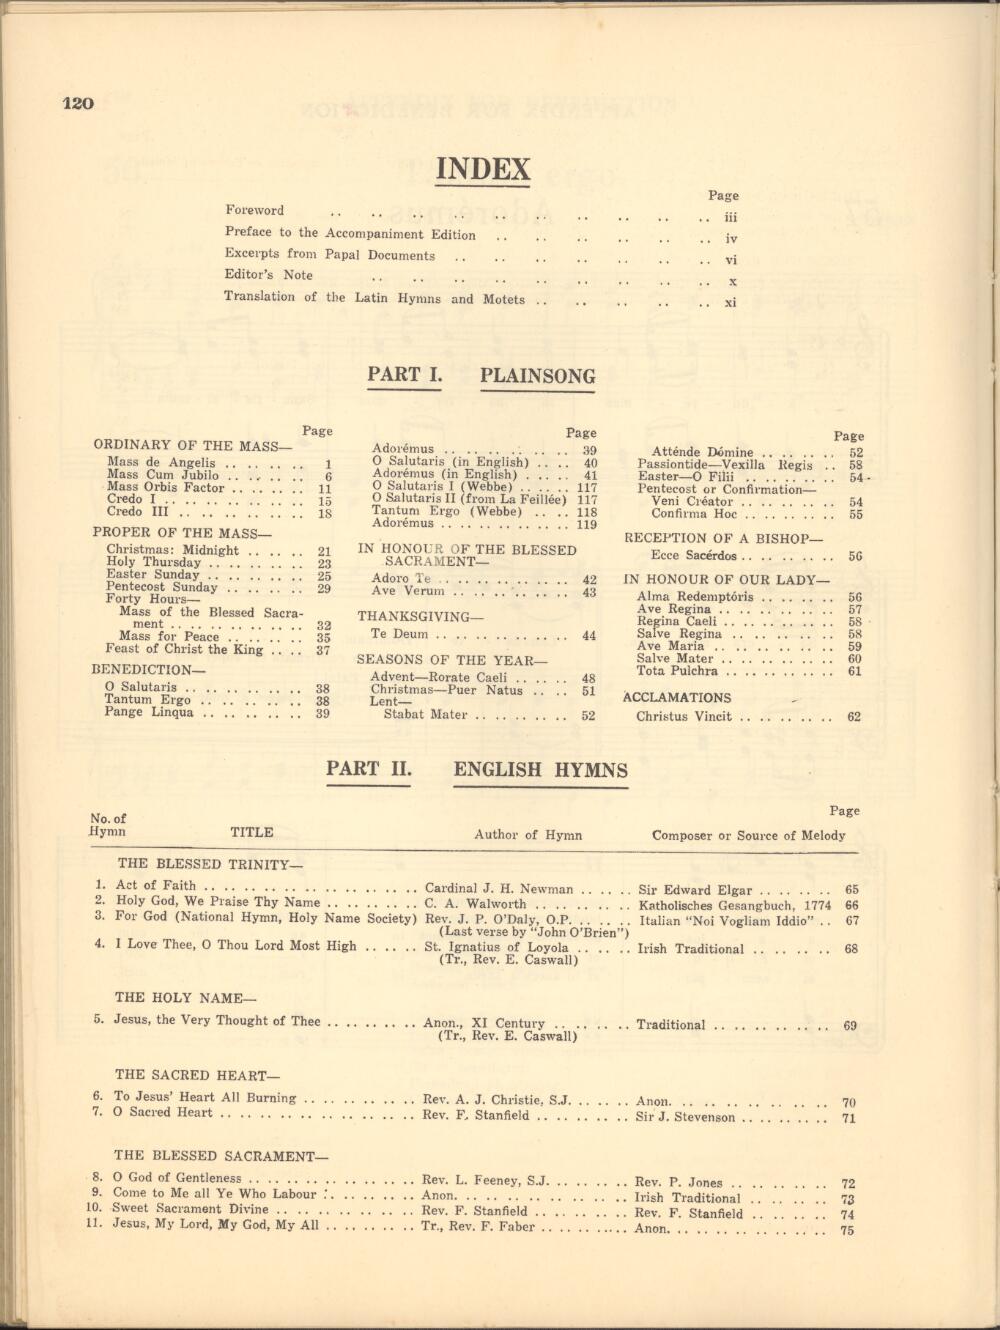 120
INDEX
Page
Foreword .. .. .. .. .. .. .. .. .. .. iii
Preface to the Accompaniment Edition .. .. .. .. .. .. iv
Excerpts from Papal Documents .. .. .. .. .. .. .. vi
Editor's Note .. .. .. .. .. .. .. .. .. x
Translation of the Latin Hymns and Motets .. .. .. .. .. xi
PART I. PLAINSONG
Page
ORDINARY OF THE MASS—
Mass de Angelis .. .. .. .. .. 1
Mass Cum Jubilo .. .. .. .. .. 6
Mass Orbis Factor .. .. .. .. .. 11
Credo I .. .. .. .. .. .. .. .. 15
Credo III .. .. .. .. .. .. .. 18
PROPER OF THE MASS—
Christmas: Midnight .. .. .. .. 21
Holy Thursday .. .. .. .. .. .. 23
Easter Sunday .. .. .. .. .. .. 25
Pentecost Sunday .. .. .. .. .. 29
Forty Hours—
Mass of the Blessed Sacra-
ment .. .. .. .. .. .. .. .. 32
Mass for Peace .. .. .. .. .. 35
Feast of Christ the King .. .. 37
BENEDICTION—
O Salutaris .. .. .. .. .. .. .. 38
Tantum Ergo .. .. .. .. .. .. 38
Pange Linqua .. .. .. .. .. .. 39
Page
Adorémus .. .. .. .. .. .. .. 39
O Salutaris (in English) .. .. 40
Adorémus (in English) .. .. .. 41
O Salutaris I (Webbe) .. .. .. 117
O Salutaris II (from La Feillée) 117
Tantum Ergo (Webbe) .. .. .. 118
Adorémus .. .. .. .. .. .. .. 119
IN HONOUR OF THE BLESSED
SACRAMENT—
Adoro Te .. .. .. .. .. .. .. .. 42
Ave Verum .. .. .. .. .. .. .. 43
THANKSGIVING—
Te Deum .. .. .. .. .. .. .. .. 44
SEASONS OF THE YEAR—
Advent—Rorate Caeli .. .. .. 48
Christmas—Puer Natus .. .. .. 51
Lent—
Stabat Mater .. .. .. .. .. .. 52
Page
Atténde Dómine .. .. .. .. .. 52
Passiontide—Vexilla Regis .. 58
Easter—O Filii .. .. .. .. .. .. 54
Pentecost or Confirmation—
Veni Créator .. .. .. .. .. .. 54
Confirma Hoc .. .. .. .. .. .. 55
RECEPTION OF A BISHOP—
Ecce Sacérdos .. .. .. .. .. .. 56
IN HONOUR OF OUR LADY—
Alma Redemptóris .. .. .. .. .. 56
Ave Regina .. .. .. .. .. .. .. 57
Regina Caeli .. .. .. .. .. .. .. 58
Salve Regina .. .. .. .. .. .. 58
Ave Maria .. .. .. .. .. .. .. 59
Salve Mater .. .. .. .. .. .. .. 60
Tota Pulchra .. .. .. .. .. .. 61
ACCLAMATIONS
Christus Vincit .. .. .. .. .. .. 62
PART II. ENGLISH HYMNS
Page
No. of
Hymn TITLE Author of Hymn Composer or Source of Melody
THE BLESSED TRINITY—
1. Act of Faith .. .. .. .. .. .. .. .. Cardinal J. H. Newman .. .. .. Sir Edward Elgar .. .. .. .. 65
2. Holy God, We Praise Thy Name .. .. .. .. C. A. Walworth .. .. .. .. .. Katholisches Gesangbuch, 1774 66
3. For God (National Hymn, Holy Name Society) Rev. J. P. O'Daly, O.P. .. .. .. Italian "Noi Vogliam Iddio" .. 67
(Last verse by "John O'Brien")
4. I Love Thee, O Thou Lord Most High .. .. .. St. Ignatius of Loyola .. .. .. Irish Traditional .. .. .. .. 68
(Tr., Rev. E. Caswall)
THE HOLY NAME—
5. Jesus, the Very Thought of Thee .. .. .. .. Anon., XI Century .. .. .. .. Traditional .. .. .. .. .. .. 69
(Tr., Rev. E. Caswall)
THE SACRED HEART—
6. To Jesus' Heart All Burning .. .. .. .. .. Rev. A. J. Christie, S.J. .. .. .. Anon. .. .. .. .. .. .. .. .. 70
7. O Sacred Heart .. .. .. .. .. .. .. .. Rev. F. Stanfield .. .. .. .. .. Sir J. Stevenson .. .. .. .. .. 71
THE BLESSED SACRAMENT—
8. O God of Gentleness .. .. .. .. .. .. .. Rev. L. Feeney, S.J. .. .. .. .. Rev. P. Jones .. .. .. .. .. 72
9. Come to Me all Ye Who Labour .. .. .. .. Anon. .. .. .. .. .. .. .. .. Irish Traditional .. .. .. .. 73
10. Sweet Sacrament Divine .. .. .. .. .. .. Rev. F. Stanfield .. .. .. .. .. Rev. F. Stanfield .. .. .. .. 74
11. Jesus, My Lord, My God, My All .. .. .. .. Tr., Rev. F. Faber .. .. .. .. .. Anon. .. .. .. .. .. .. .. .. 75